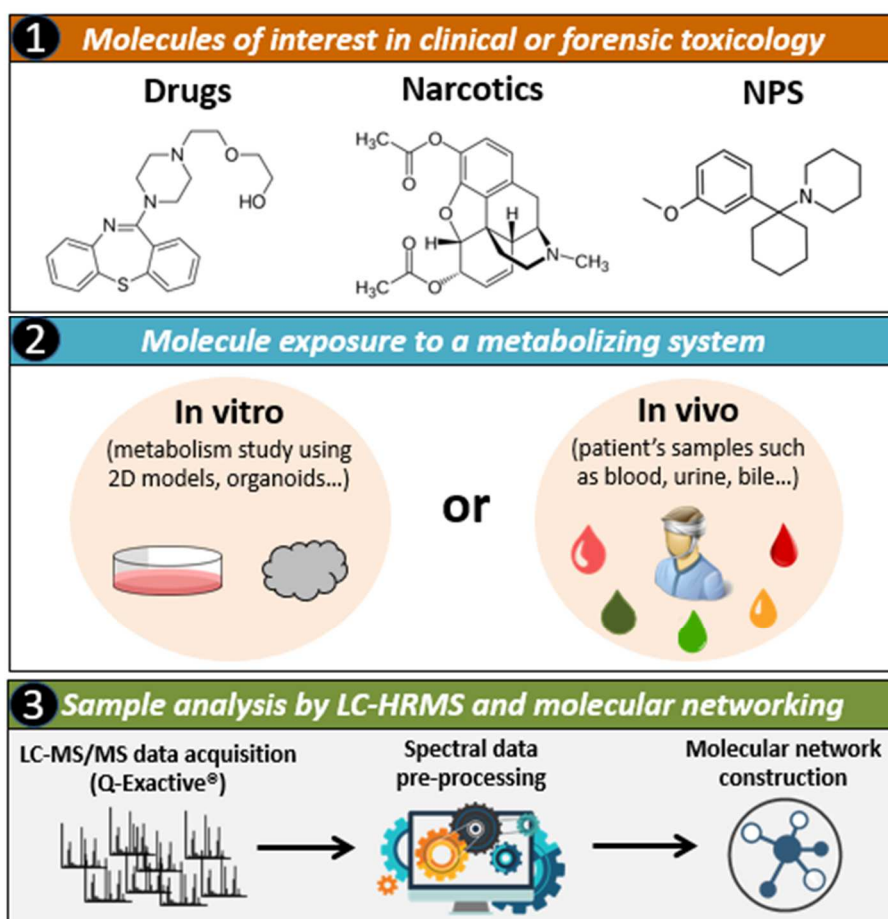 1 Molecules of interest in clinical or forensic toxicology
Drugs
Narcotics
NPS
N
O
HO
N
N
S
H₃C
O
O
O
H
H
O
H₃C
O
N
CH₃
O
N
2 Molecule exposure to a metabolizing system
In vitro
(metabolism study using
2D models, organoids...)
or
In vivo
(patient's samples such
as blood, urine, bile...)
3 Sample analysis by LC-HRMS and molecular networking
LC-MS/MS data acquisition
(Q-Exactive®)
Spectral data
pre-processing
Molecular network
construction